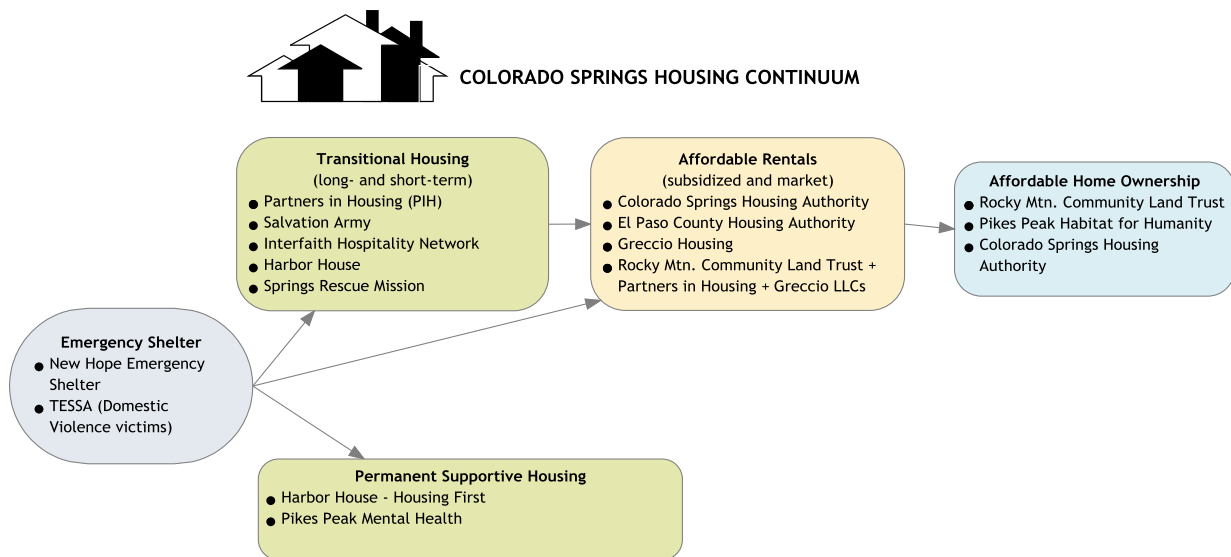 COLORADO SPRINGS HOUSING CONTINUUM
Transitional Housing
(long- and short-term)
● Partners in Housing (PIH)
● Salvation Army
● Interfaith Hospitality Network
● Harbor House
● Springs Rescue Mission
Affordable Rentals
(subsidized and market)
● Colorado Springs Housing Authority
● El Paso County Housing Authority
● Greccio Housing
● Rocky Mtn. Community Land Trust +
Partners in Housing + Greccio LLCs
Affordable Home Ownership
● Rocky Mtn. Community Land Trust
● Pikes Peak Habitat for Humanity
● Colorado Springs Housing
Authority
Emergency Shelter
● New Hope Emergency
Shelter
● TESSA (Domestic
Violence victims)
Permanent Supportive Housing
● Harbor House - Housing First
● Pikes Peak Mental Health